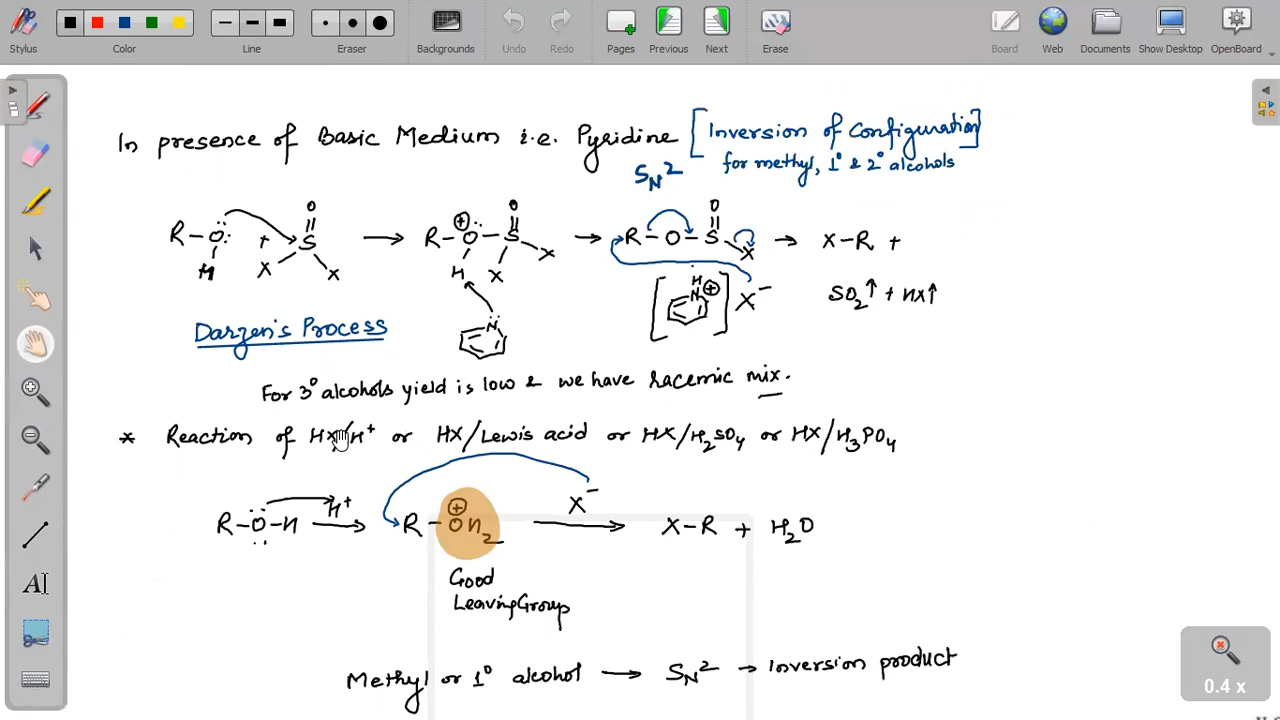 Stylus Color Line Eraser Backgrounds Undo Redo Pages Previous Next Erase Board Web Documents Show Desktop OpenBoard
In presence of Basic Medium i.e. Pyridine [Inversion of Configuration]
SN2 for methyl, 1° & 2° alcohols
R-O: + S O X X H → R-O-S O X X H ⊕ → R-O-S O X → X-R +
[N H ⊕] X⁻ SO2↑ + HX↑
Darzen's Process N
For 3° alcohols yield is low & we have racemic mix.
* Reaction of HX/H+ or HX/Lewis acid or HX/H2SO4 or HX/H3PO4
R-O-H H+ → R-OH2 ⊕ X⁻ → X-R + H2O
Good
Leaving Group
Methyl or 1° alcohol → SN2 → Inversion product
0.4 x